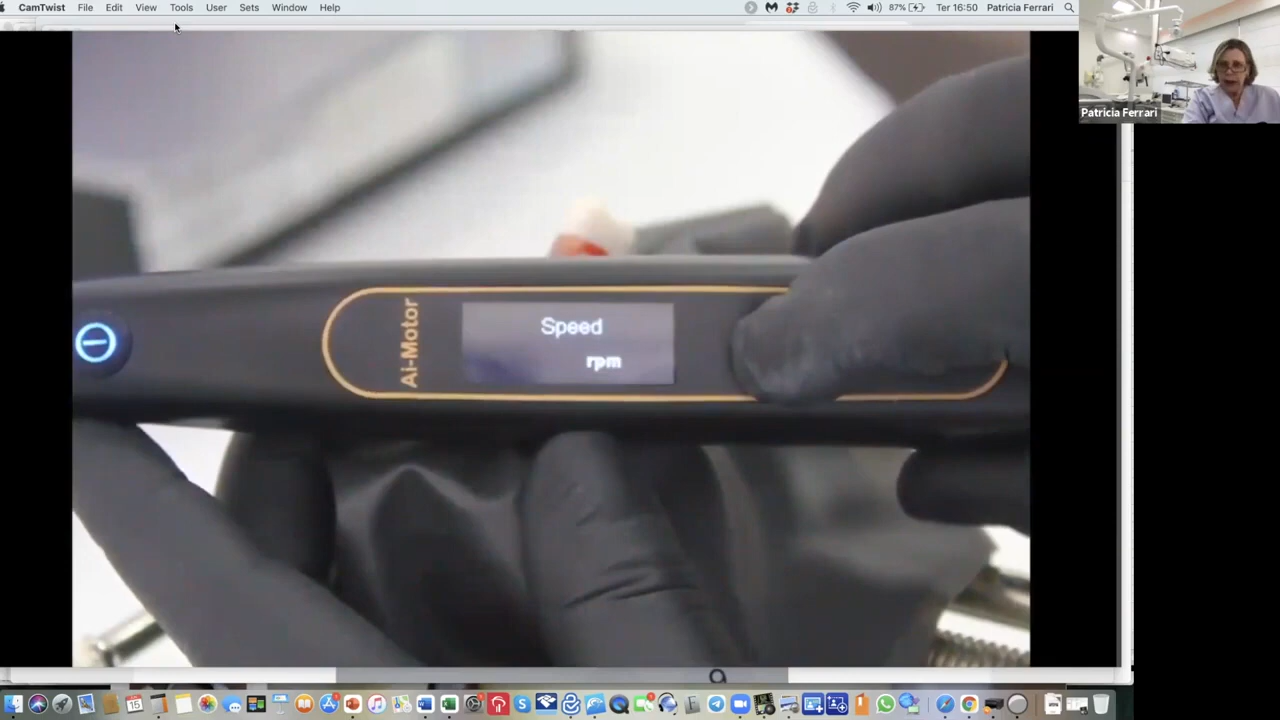 CamTwist File Edit View Tools User Sets Window Help
87% Ter 16:50 Patricia Ferrari
Patricia Ferrari
Ai-Motor
Speed
rpm
15